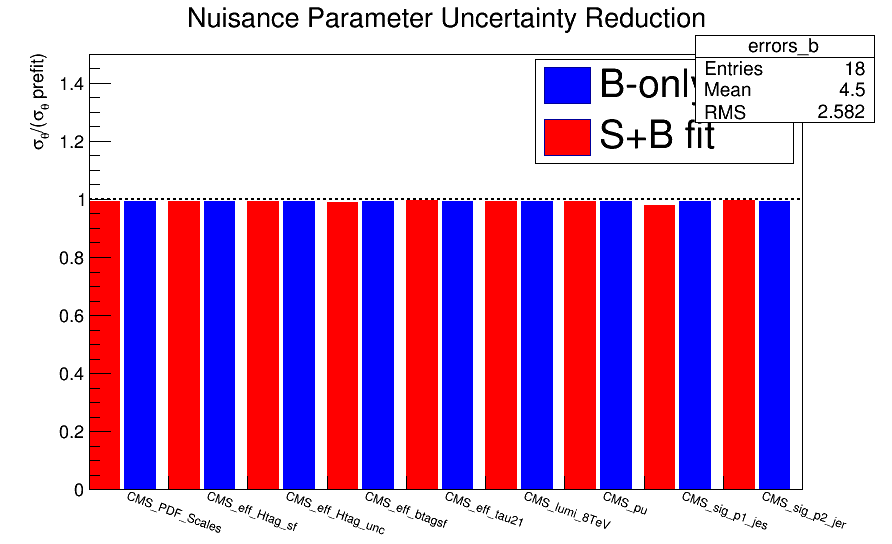 Nuisance Parameter Uncertainty Reduction
σθ/(σθ prefit)
errors_b
Entries 18
Mean 4.5
RMS 2.582
B-only
S+B fit
1.4
1.2
1
0.8
0.6
0.4
0.2
0
CMS_PDF_Scales
CMS_eff_Htag_sf
CMS_eff_Htag_unc
CMS_eff_btagsf
CMS_eff_tau21
CMS_lumi_8TeV
CMS_pu
CMS_sig_p1_jes
CMS_sig_p2_jer